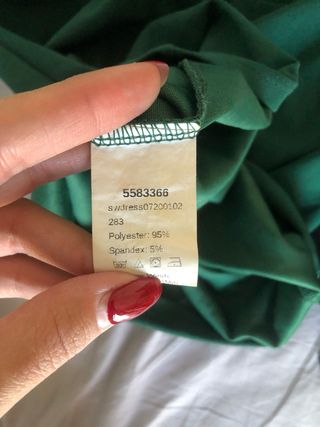 5583366
swdress07200102
283
Polyester: 95%
Spandex: 5%